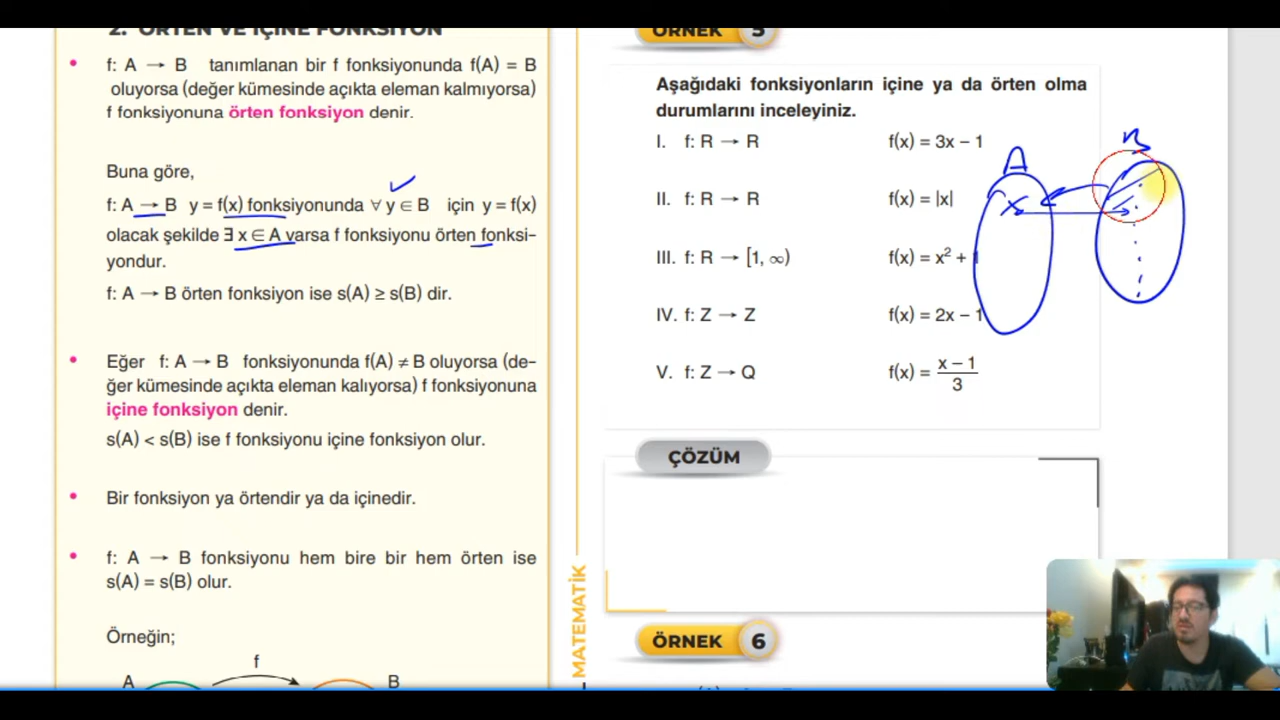 2. ÖRTEN VE İÇİNE FONKSİYON
• f: A → B tanımlanan bir f fonksiyonunda f(A) = B
oluyorsa (değer kümesinde açıkta eleman kalmıyorsa)
f fonksiyonuna örten fonksiyon denir.
Buna göre,
f: A → B y = f(x) fonksiyonunda ∀ y ∈ B için y = f(x)
olacak şekilde ∃ x ∈ A varsa f fonksiyonu örten fonksi-
yondur.
f: A → B örten fonksiyon ise s(A) ≥ s(B) dir.
• Eğer f: A → B fonksiyonunda f(A) ≠ B oluyorsa (de-
ğer kümesinde açıkta eleman kalıyorsa) f fonksiyonuna
içine fonksiyon denir.
s(A) < s(B) ise f fonksiyonu içine fonksiyon olur.
• Bir fonksiyon ya örtendir ya da içinedir.
• f: A → B fonksiyonu hem bire bir hem örten ise
s(A) = s(B) olur.
Örneğin;
f
A B
MATEMATİK
ÖRNEK 5
Aşağıdaki fonksiyonların içine ya da örten olma
durumlarını inceleyiniz.
I. f: R → R f(x) = 3x − 1
II. f: R → R f(x) = |x|
III. f: R → [1, ∞) f(x) = x² + 1
IV. f: Z → Z f(x) = 2x − 1
V. f: Z → Q f(x) = (x − 1)/3
A B
x
ÇÖZÜM
ÖRNEK 6